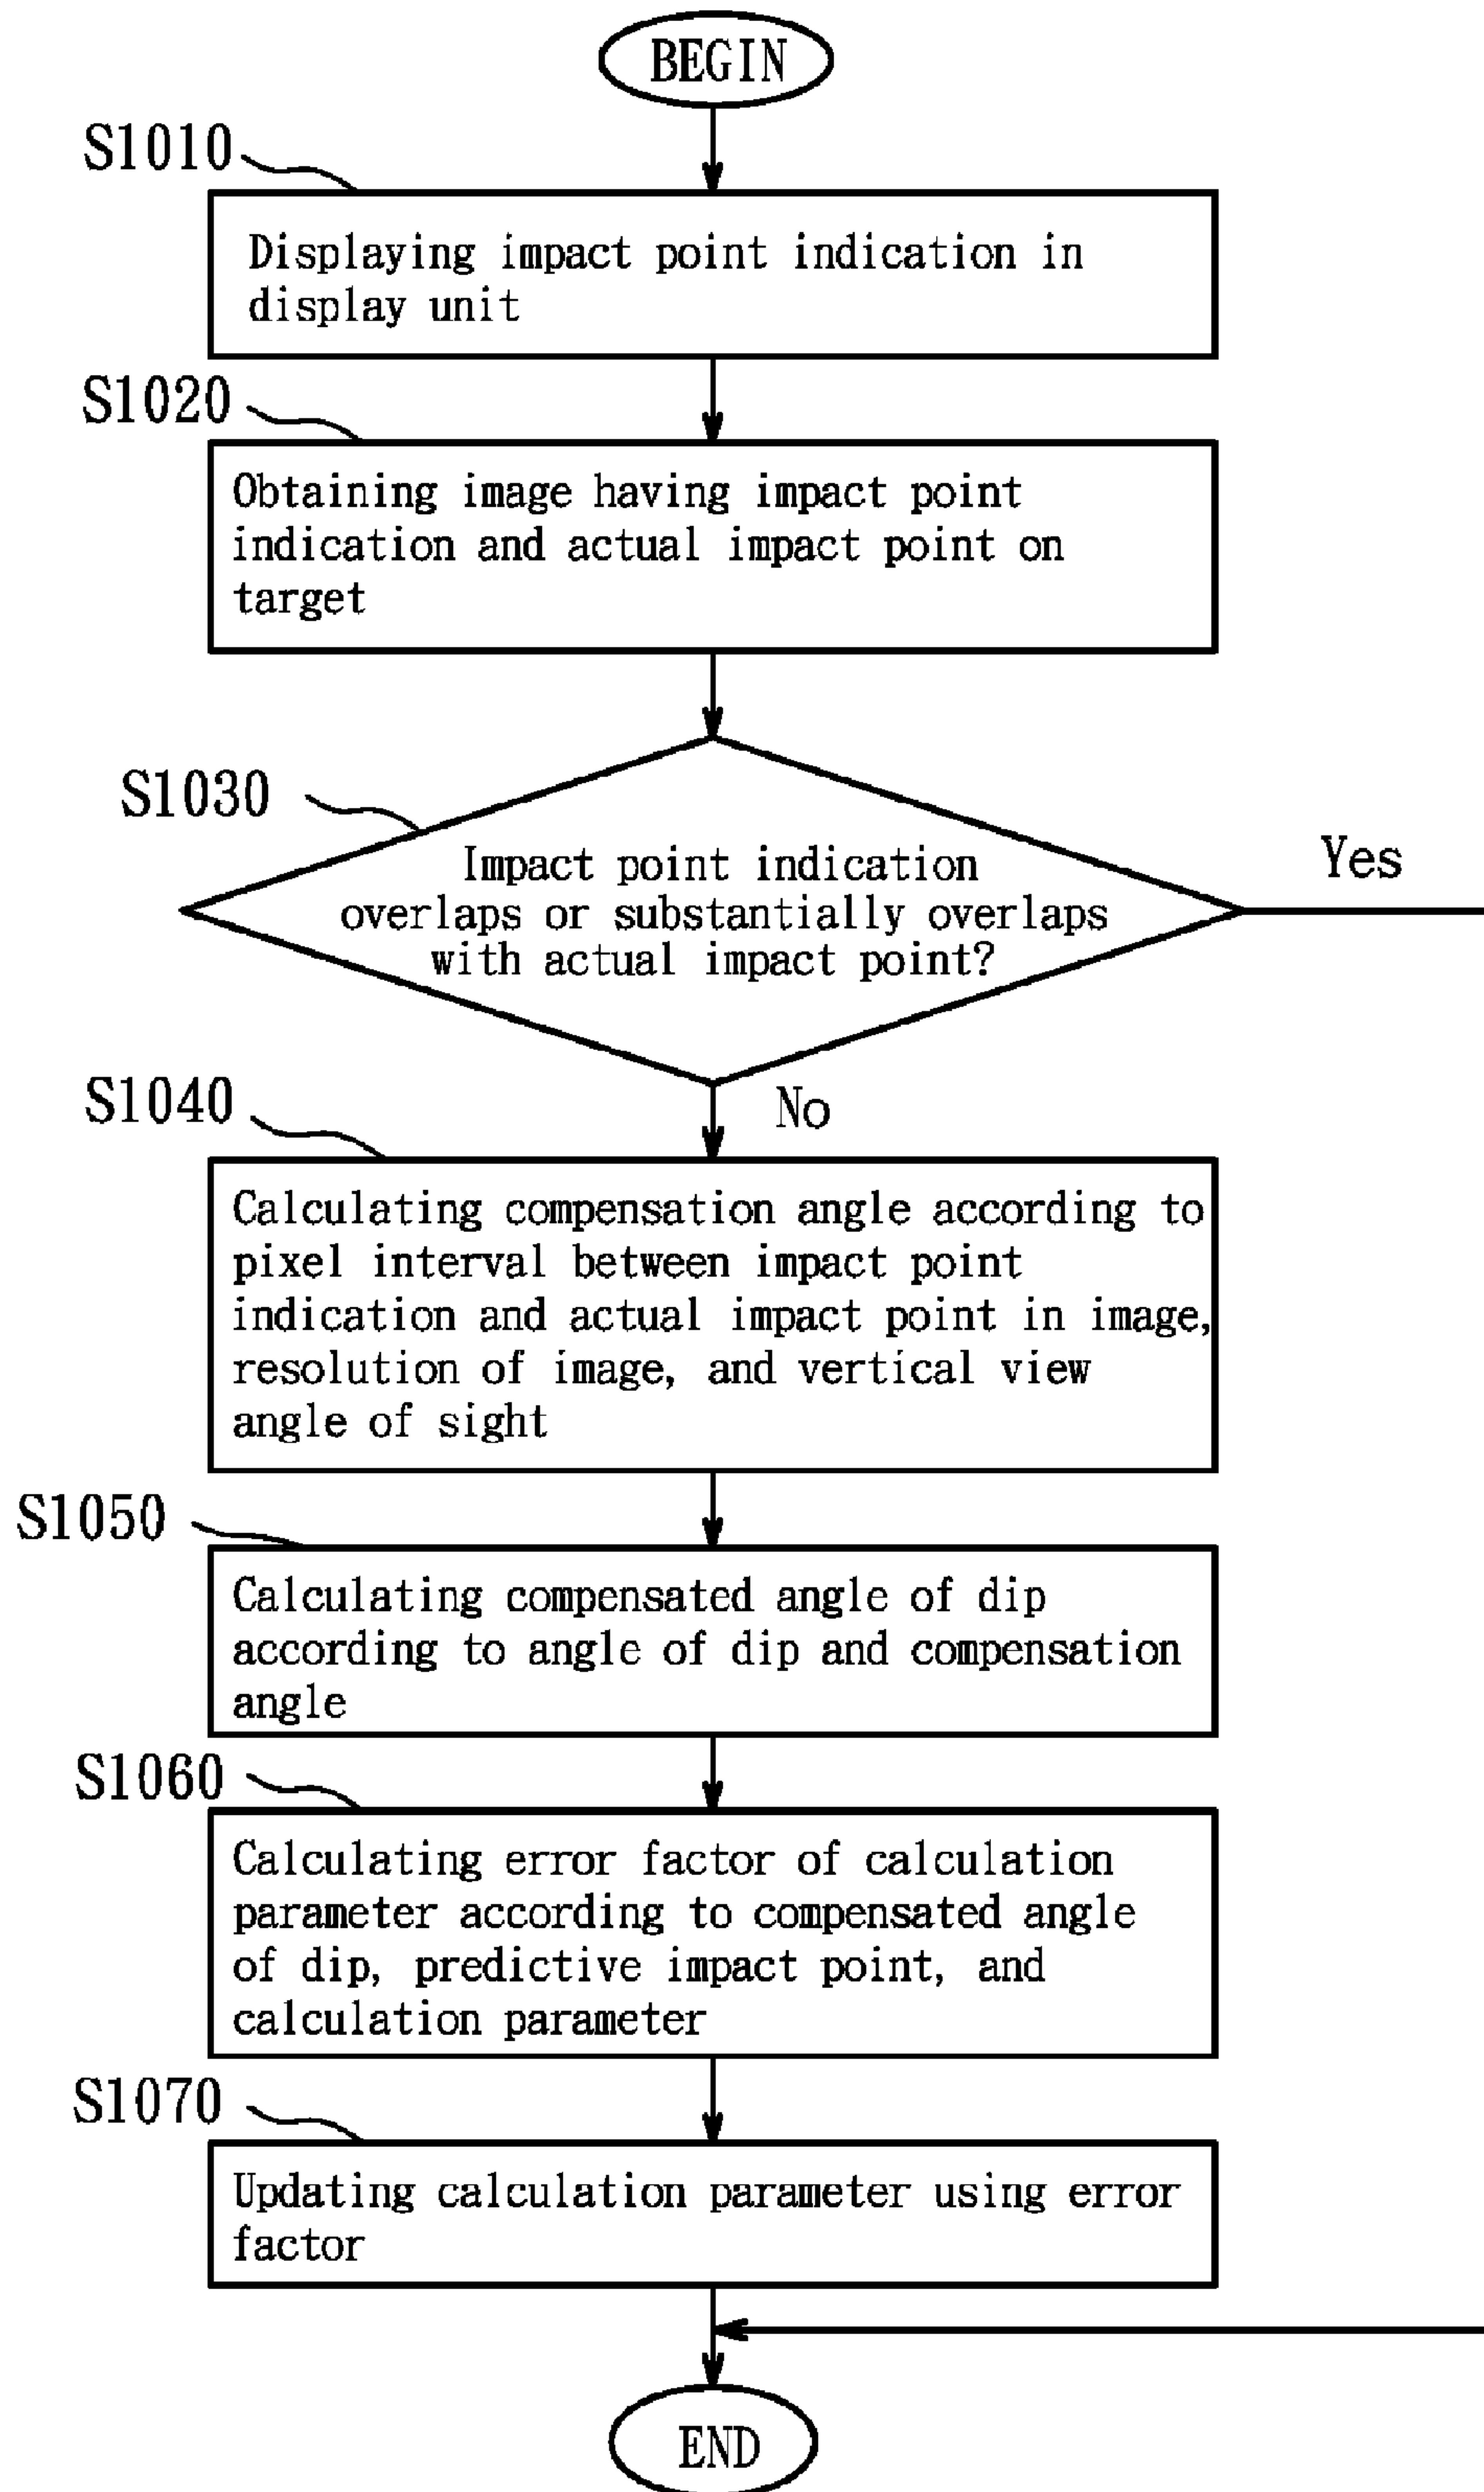 BEGIN
S1010
Displaying impact point indication in
display unit
S1020
Obtaining image having impact point
indication and actual impact point on
target
S1030
Impact point indication
overlaps or substantially overlaps
with actual impact point?
Yes
No
S1040
Calculating compensation angle according to
pixel interval between impact point
indication and actual impact point in image,
resolution of image, and vertical view
angle of sight
S1050
Calculating compensated angle of dip
according to angle of dip and compensation
angle
S1060
Calculating error factor of calculation
parameter according to compensated angle
of dip, predictive impact point, and
calculation parameter
S1070
Updating calculation parameter using error
factor
END